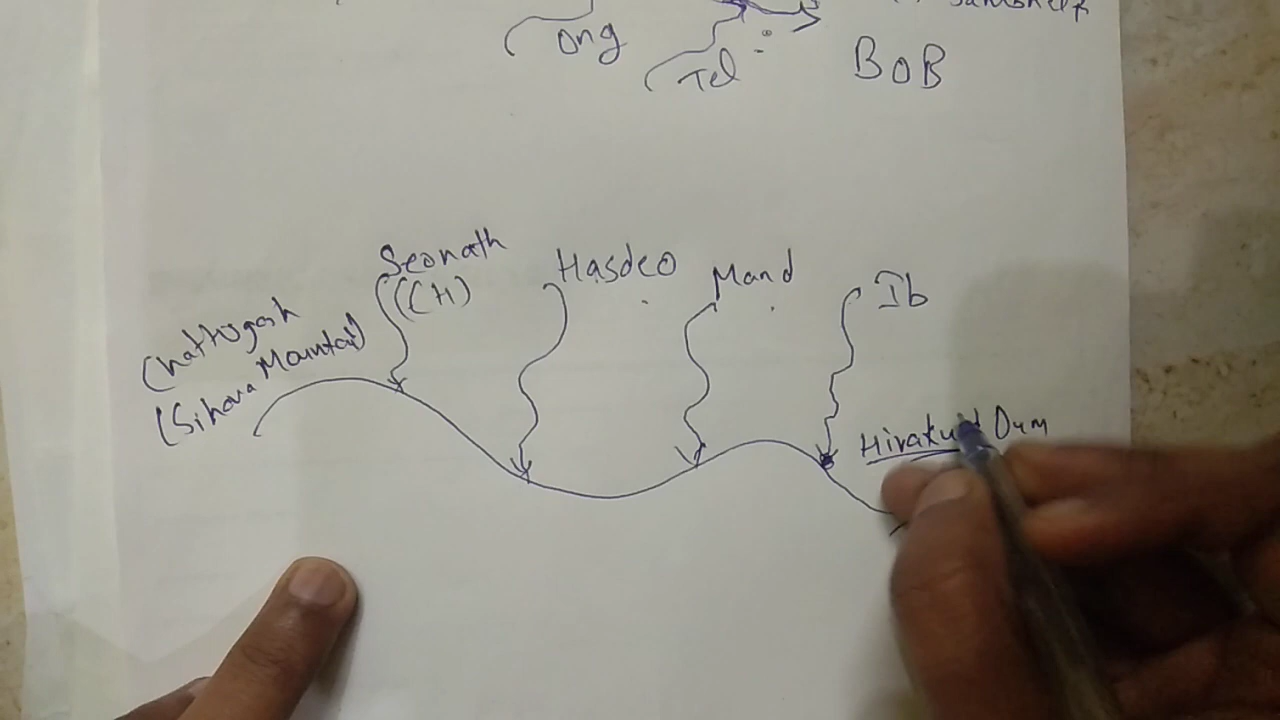 Ong
Tel
BOB
Seonath
(CH)
Hasdeo
Mand
Ib
Chattisgarh
(Sihava Mountain)
Hirakud Dam